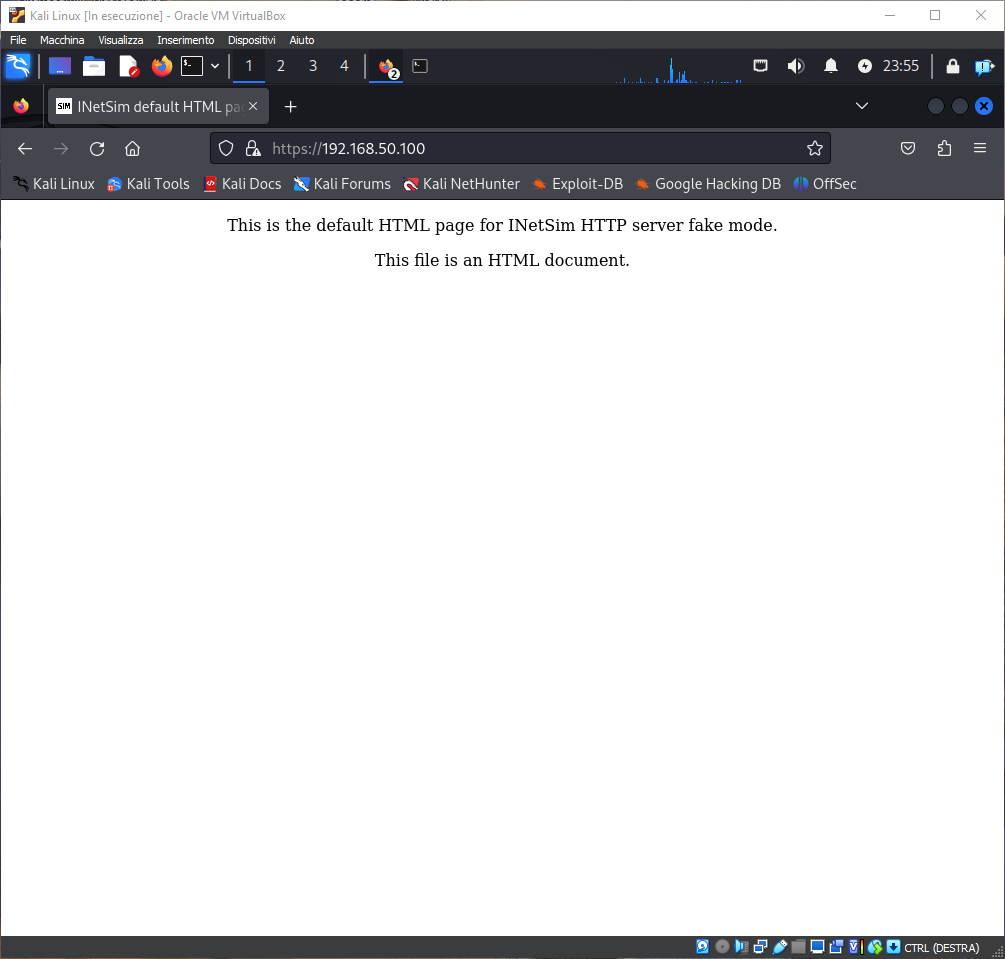 Kali Linux [In esecuzione] - Oracle VM VirtualBox
File Macchina Visualizza Inserimento Dispositivi Aiuto
1 2 3 4 2 23:55
SIM INetSim default HTML pa
https://192.168.50.100
Kali Linux Kali Tools Kali Docs Kali Forums Kali NetHunter Exploit-DB Google Hacking DB OffSec
This is the default HTML page for INetSim HTTP server fake mode.
This file is an HTML document.
CTRL (DESTRA)